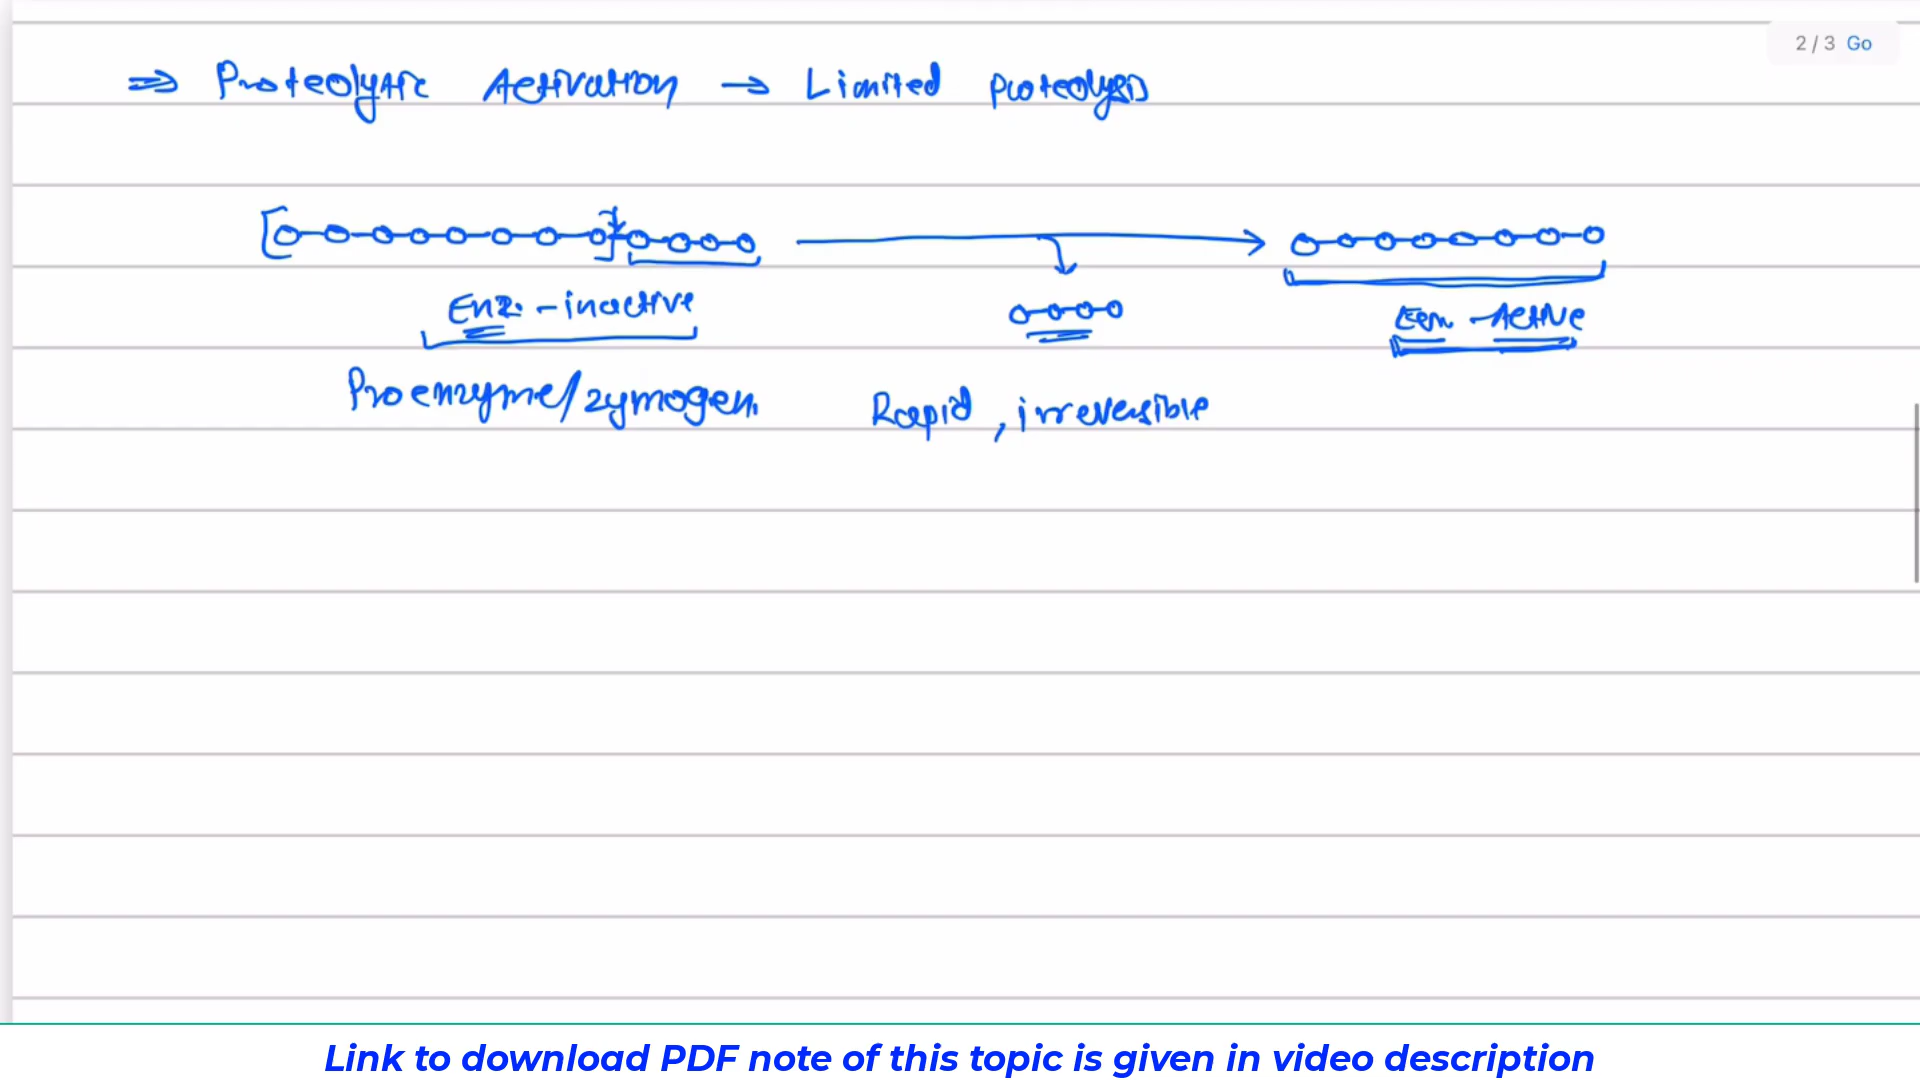 2 / 3 Go
⇒ Proteolytic Activation → Limited Proteolysis
Enz. - inactive
Enz - Active
Proenzyme/zymogen.
Rapid, irreversible
Link to download PDF note of this topic is given in video description